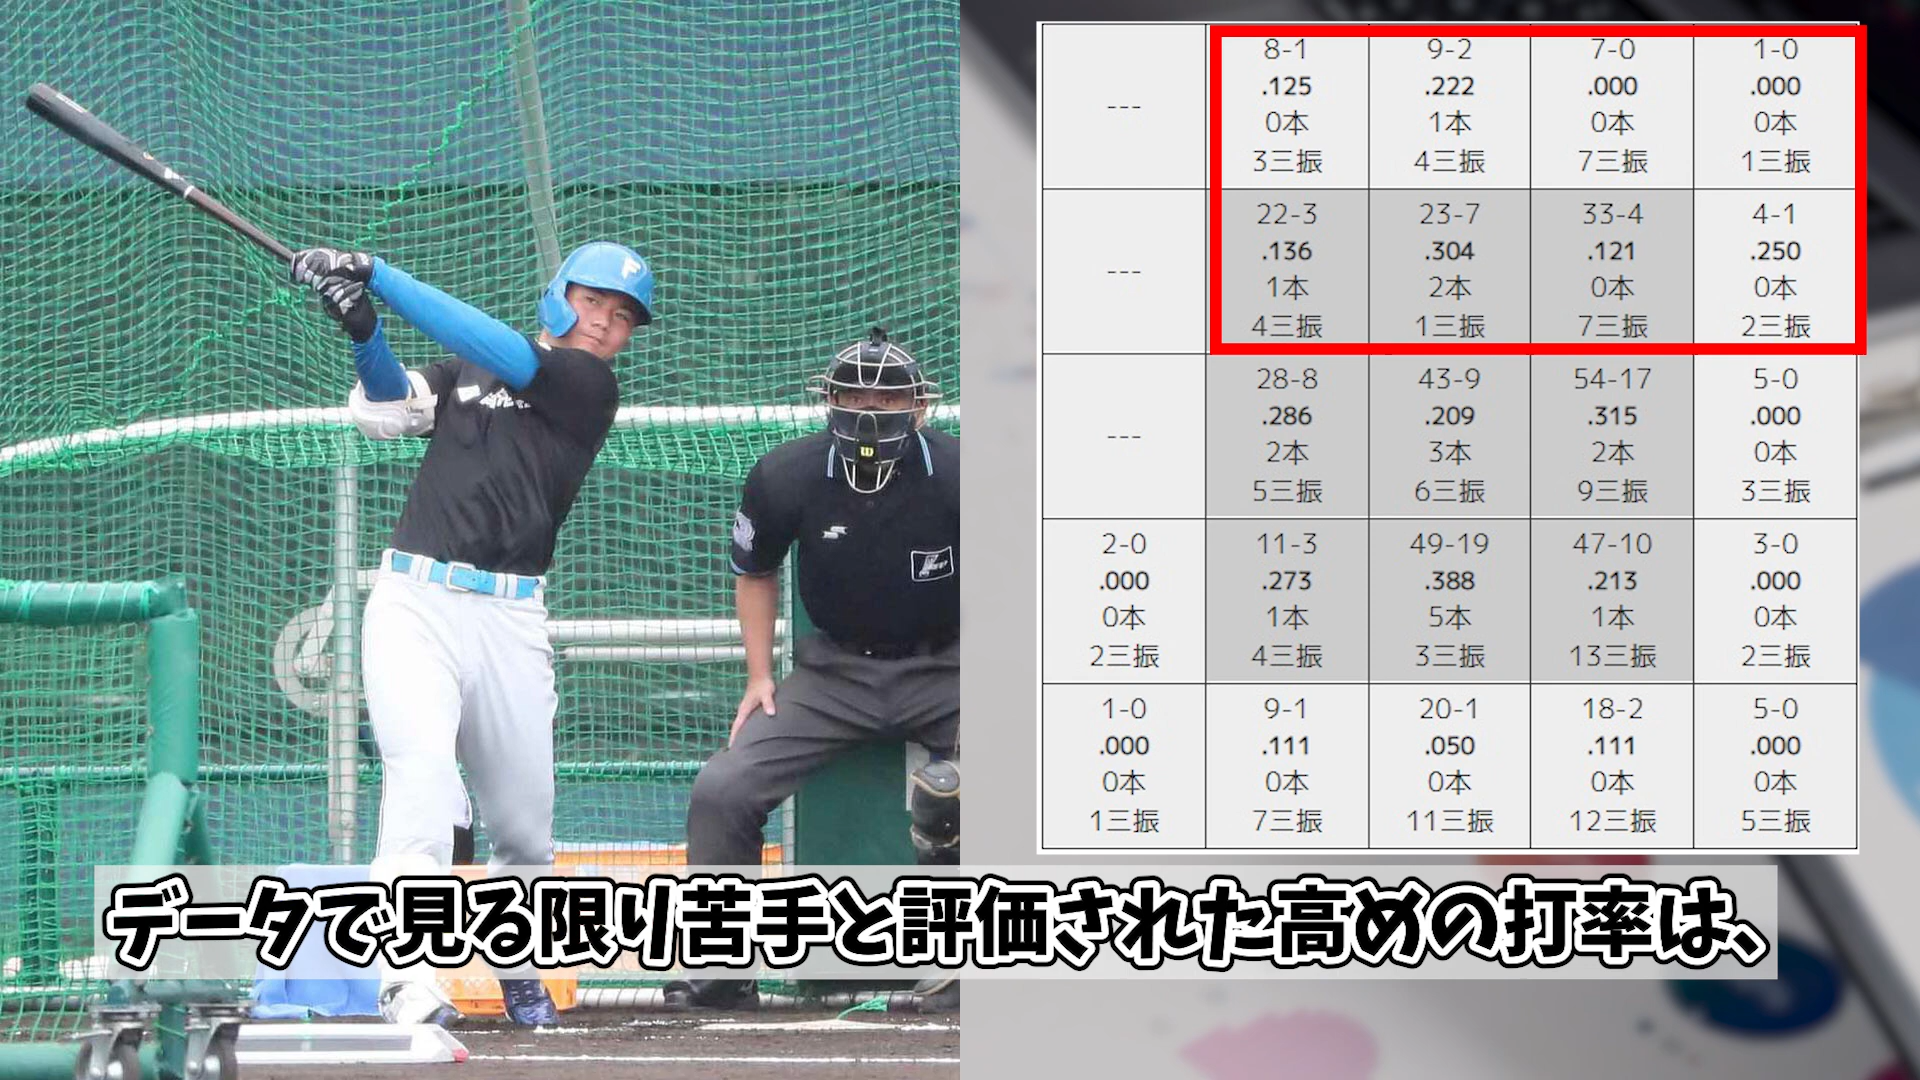 8-1 9-2 7-0 1-0
--- .125 .222 .000 .000
0本 1本 0本 0本
3三振 4三振 7三振 1三振
22-3 23-7 33-4 4-1
--- .136 .304 .121 .250
1本 2本 0本 0本
4三振 1三振 7三振 2三振
28-8 43-9 54-17 5-0
--- .286 .209 .315 .000
2本 3本 2本 0本
5三振 6三振 9三振 3三振
2-0 11-3 49-19 47-10 3-0
.000 .273 .388 .213 .000
0本 1本 5本 1本 0本
2三振 4三振 3三振 13三振 2三振
1-0 9-1 20-1 18-2 5-0
.000 .111 .050 .111 .000
0本 0本 0本 0本 0本
1三振 7三振 11三振 12三振 5三振
F
データで見る限り苦手と評価された高めの打率は、